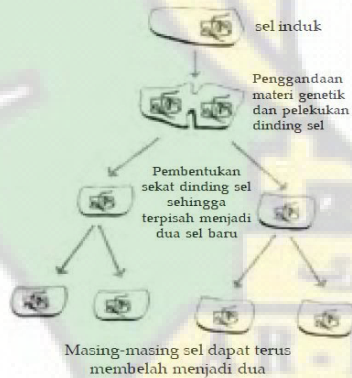 sel induk
Penggandaan
materi genetik
dan pelekukan
dinding sel
Pembentukan
sekat dinding sel
sehingga
terpisah menjadi
dua sel baru
Masing-masing sel dapat terus
membelah menjadi dua